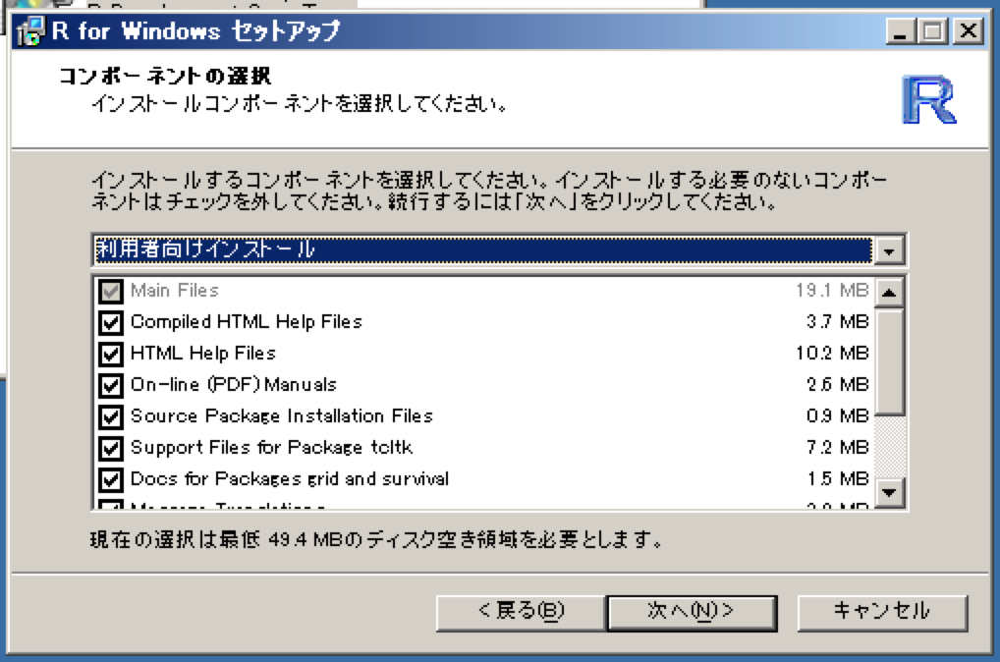 R for Windows セットアップ
コンポーネントの選択
インストールコンポーネントを選択してください。
R
インストールするコンポーネントを選択してください。インストールする必要のないコンポー
ネントはチェックを外してください。続行するには「次へ」をクリックしてください。
利用者向けインストール
Main Files 19.1 MB
Compiled HTML Help Files 3.7 MB
HTML Help Files 10.2 MB
On-line (PDF) Manuals 2.6 MB
Source Package Installation Files 0.9 MB
Support Files for Package tcltk 7.2 MB
Docs for Packages grid and survival 1.5 MB
現在の選択は最低 49.4 MBのディスク空き領域を必要とします。
< 戻る(B) 次へ(N) > キャンセル